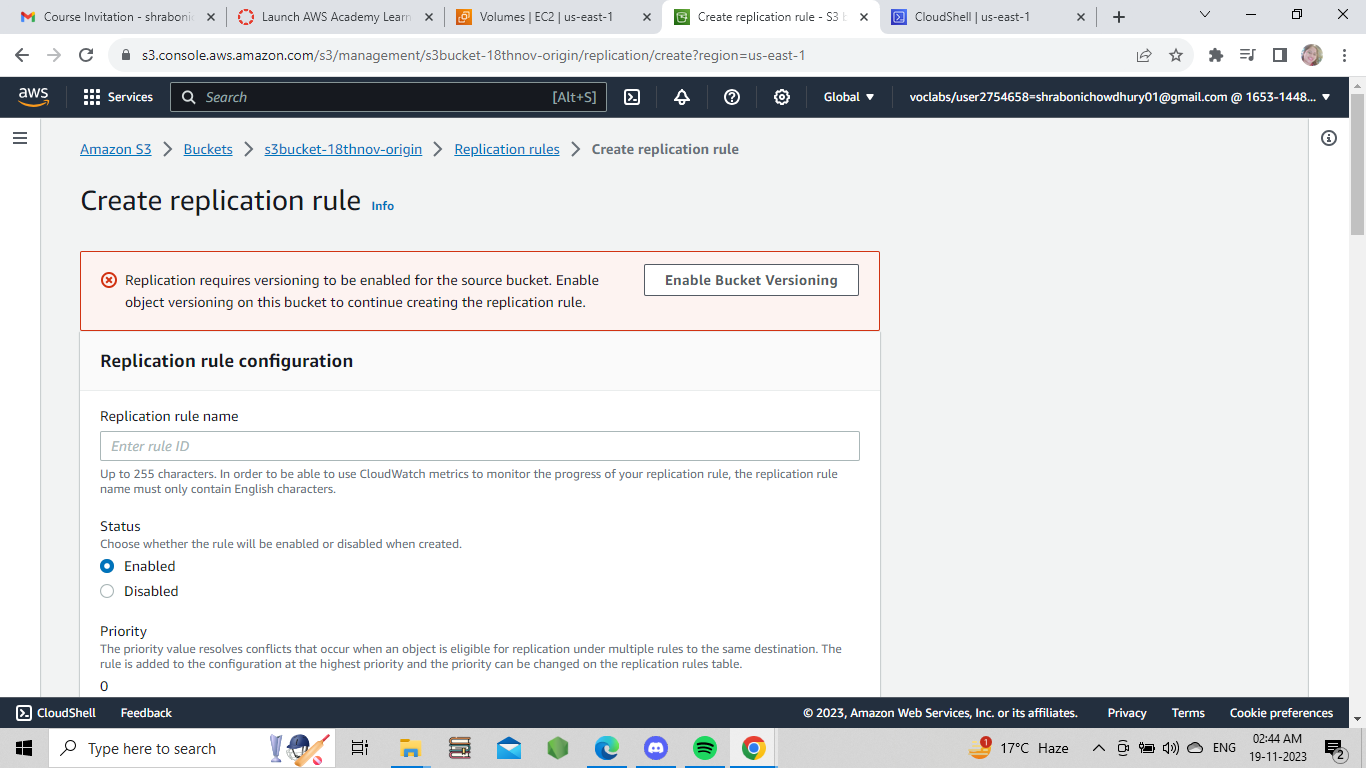 Course Invitation - shraboni
Launch AWS Academy Learn
Volumes | EC2 | us-east-1
Create replication rule - S3 b
CloudShell | us-east-1
s3.console.aws.amazon.com/s3/management/s3bucket-18thnov-origin/replication/create?region=us-east-1
aws
Services
Search
[Alt+S]
Global
voclabs/user2754658=shrabonichowdhury01@gmail.com @ 1653-1448...
Amazon S3
Buckets
s3bucket-18thnov-origin
Replication rules
Create replication rule
Create replication rule Info
Replication requires versioning to be enabled for the source bucket. Enable
object versioning on this bucket to continue creating the replication rule.
Enable Bucket Versioning
Replication rule configuration
Replication rule name
Enter rule ID
Up to 255 characters. In order to be able to use CloudWatch metrics to monitor the progress of your replication rule, the replication rule
name must only contain English characters.
Status
Choose whether the rule will be enabled or disabled when created.
Enabled
Disabled
Priority
The priority value resolves conflicts that occur when an object is eligible for replication under multiple rules to the same destination. The
rule is added to the configuration at the highest priority and the priority can be changed on the replication rules table.
0
CloudShell
Feedback
© 2023, Amazon Web Services, Inc. or its affiliates.
Privacy
Terms
Cookie preferences
Type here to search
1
17°C Haze
ENG
02:44 AM
19-11-2023
2